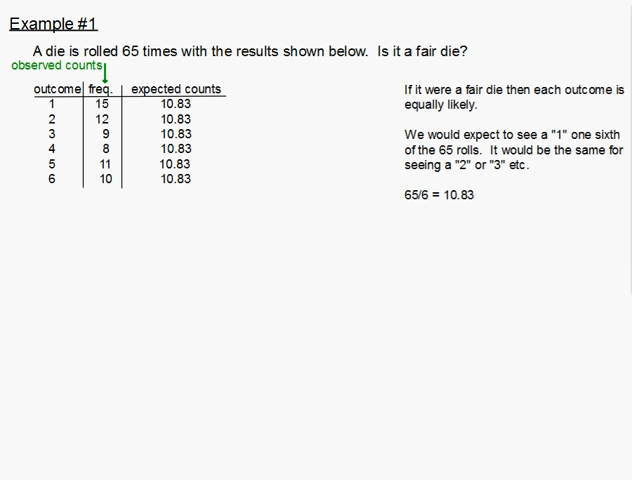 Example #1
A die is rolled 65 times with the results shown below. Is it a fair die?
observed counts
outcome freq. expected counts
1 15 10.83
2 12 10.83
3 9 10.83
4 8 10.83
5 11 10.83
6 10 10.83
If it were a fair die then each outcome is
equally likely.
We would expect to see a "1" one sixth
of the 65 rolls. It would be the same for
seeing a "2" or "3" etc.
65/6 = 10.83